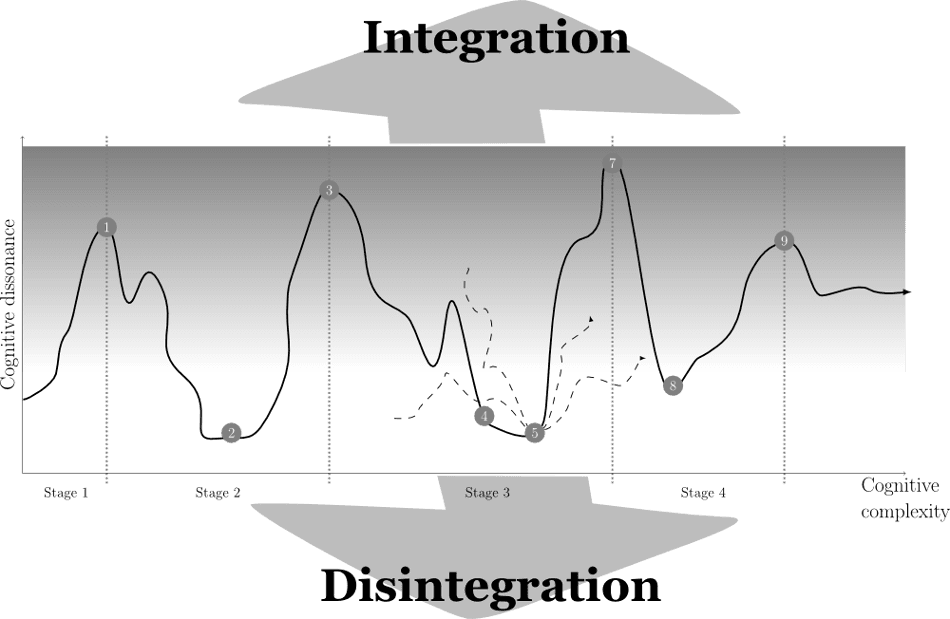 Integration
Cognitive dissonance
1
2
3
4
5
7
8
9
Stage 1
Stage 2
Stage 3
Stage 4
Cognitive
complexity
Disintegration